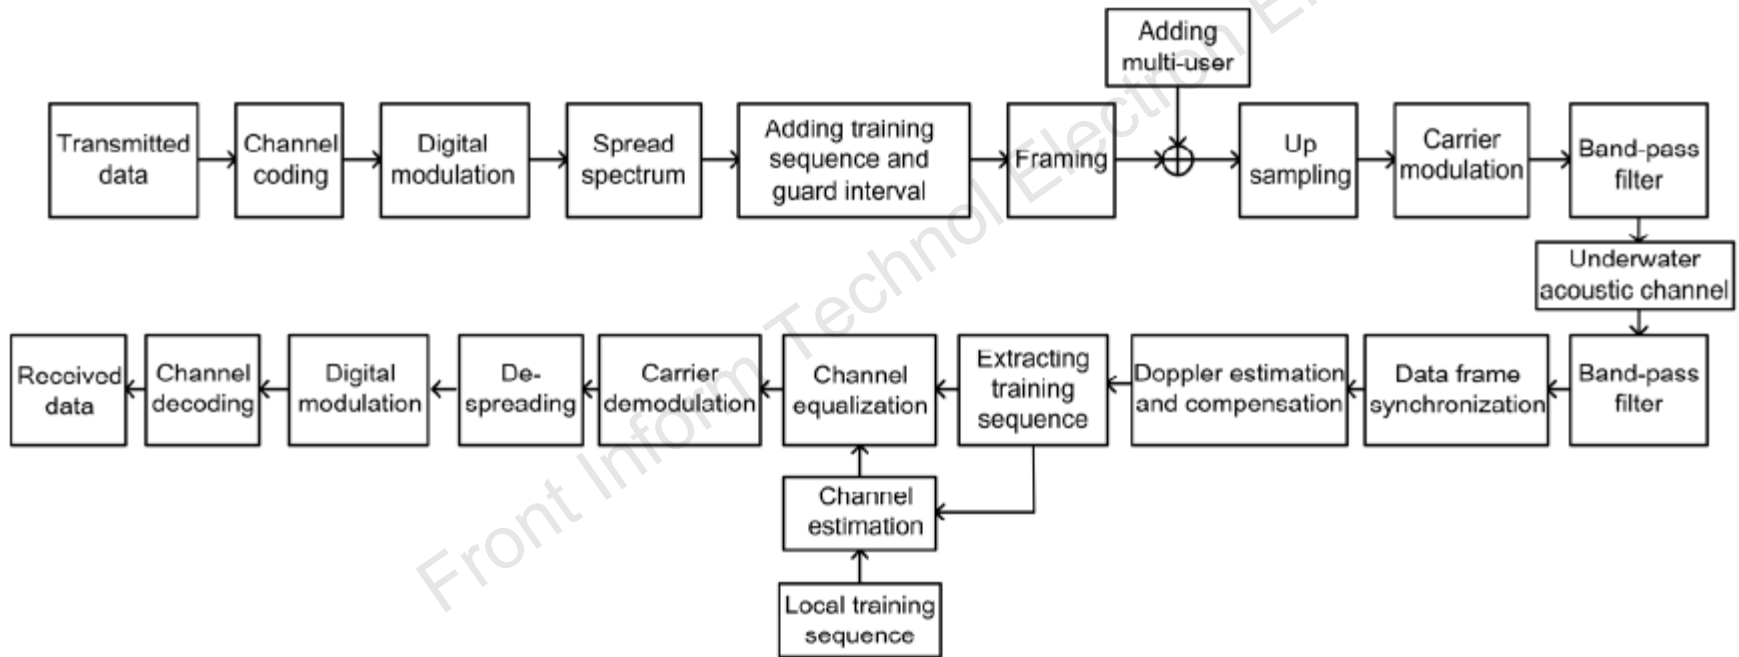 Adding
multi-user
Transmitted
data
Channel
coding
Digital
modulation
Spread
spectrum
Adding training
sequence and
guard interval
Framing
Up
sampling
Carrier
modulation
Band-pass
filter
Underwater
acoustic channel
Received
data
Channel
decoding
Digital
modulation
De-
spreading
Carrier
demodulation
Channel
equalization
Extracting
training
sequence
Doppler estimation
and compensation
Data frame
synchronization
Band-pass
filter
Channel
estimation
Local training
sequence
Front Inform Technol Electron